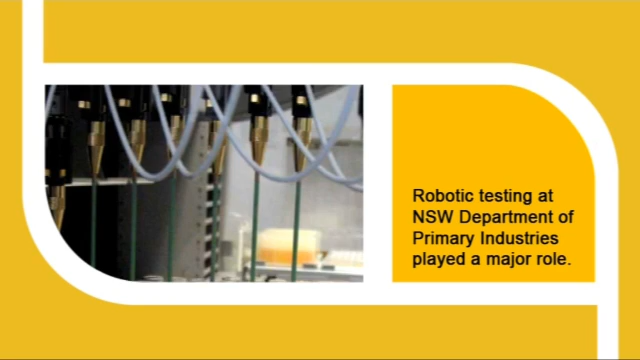 Robotic testing at
NSW Department of
Primary Industries
played a major role.